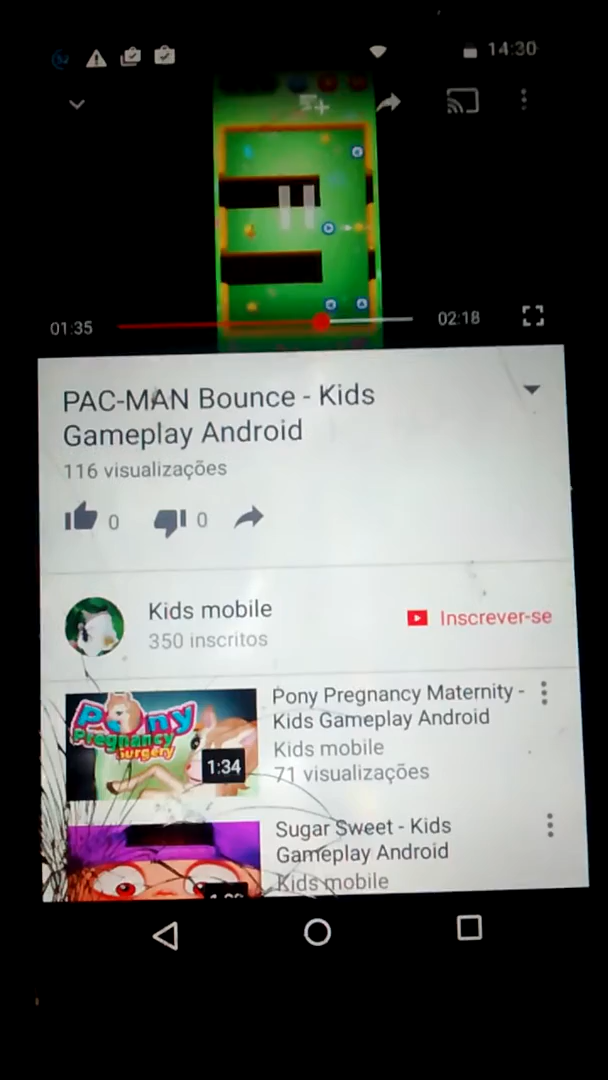 14:30
01:35
02:18
PAC-MAN Bounce - Kids
Gameplay Android
116 visualizações
0
0
Kids mobile
350 inscritos
Inscrever-se
Pony
Pregnancy
Surgery
1:34
Pony Pregnancy Maternity -
Kids Gameplay Android
Kids mobile
71 visualizações
Sugar Sweet - Kids
Gameplay Android
Kids mobile